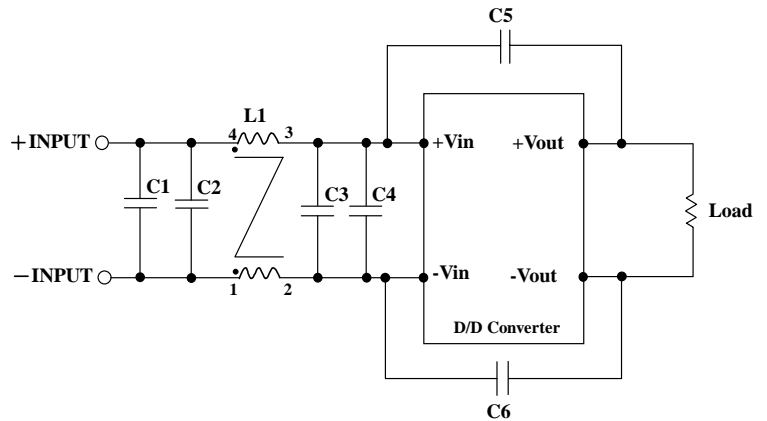 C5
L1
+INPUT
4
3
+Vin
+Vout
C1
C2
C3
C4
Load
−INPUT
1
2
-Vin
-Vout
D/D Converter
C6